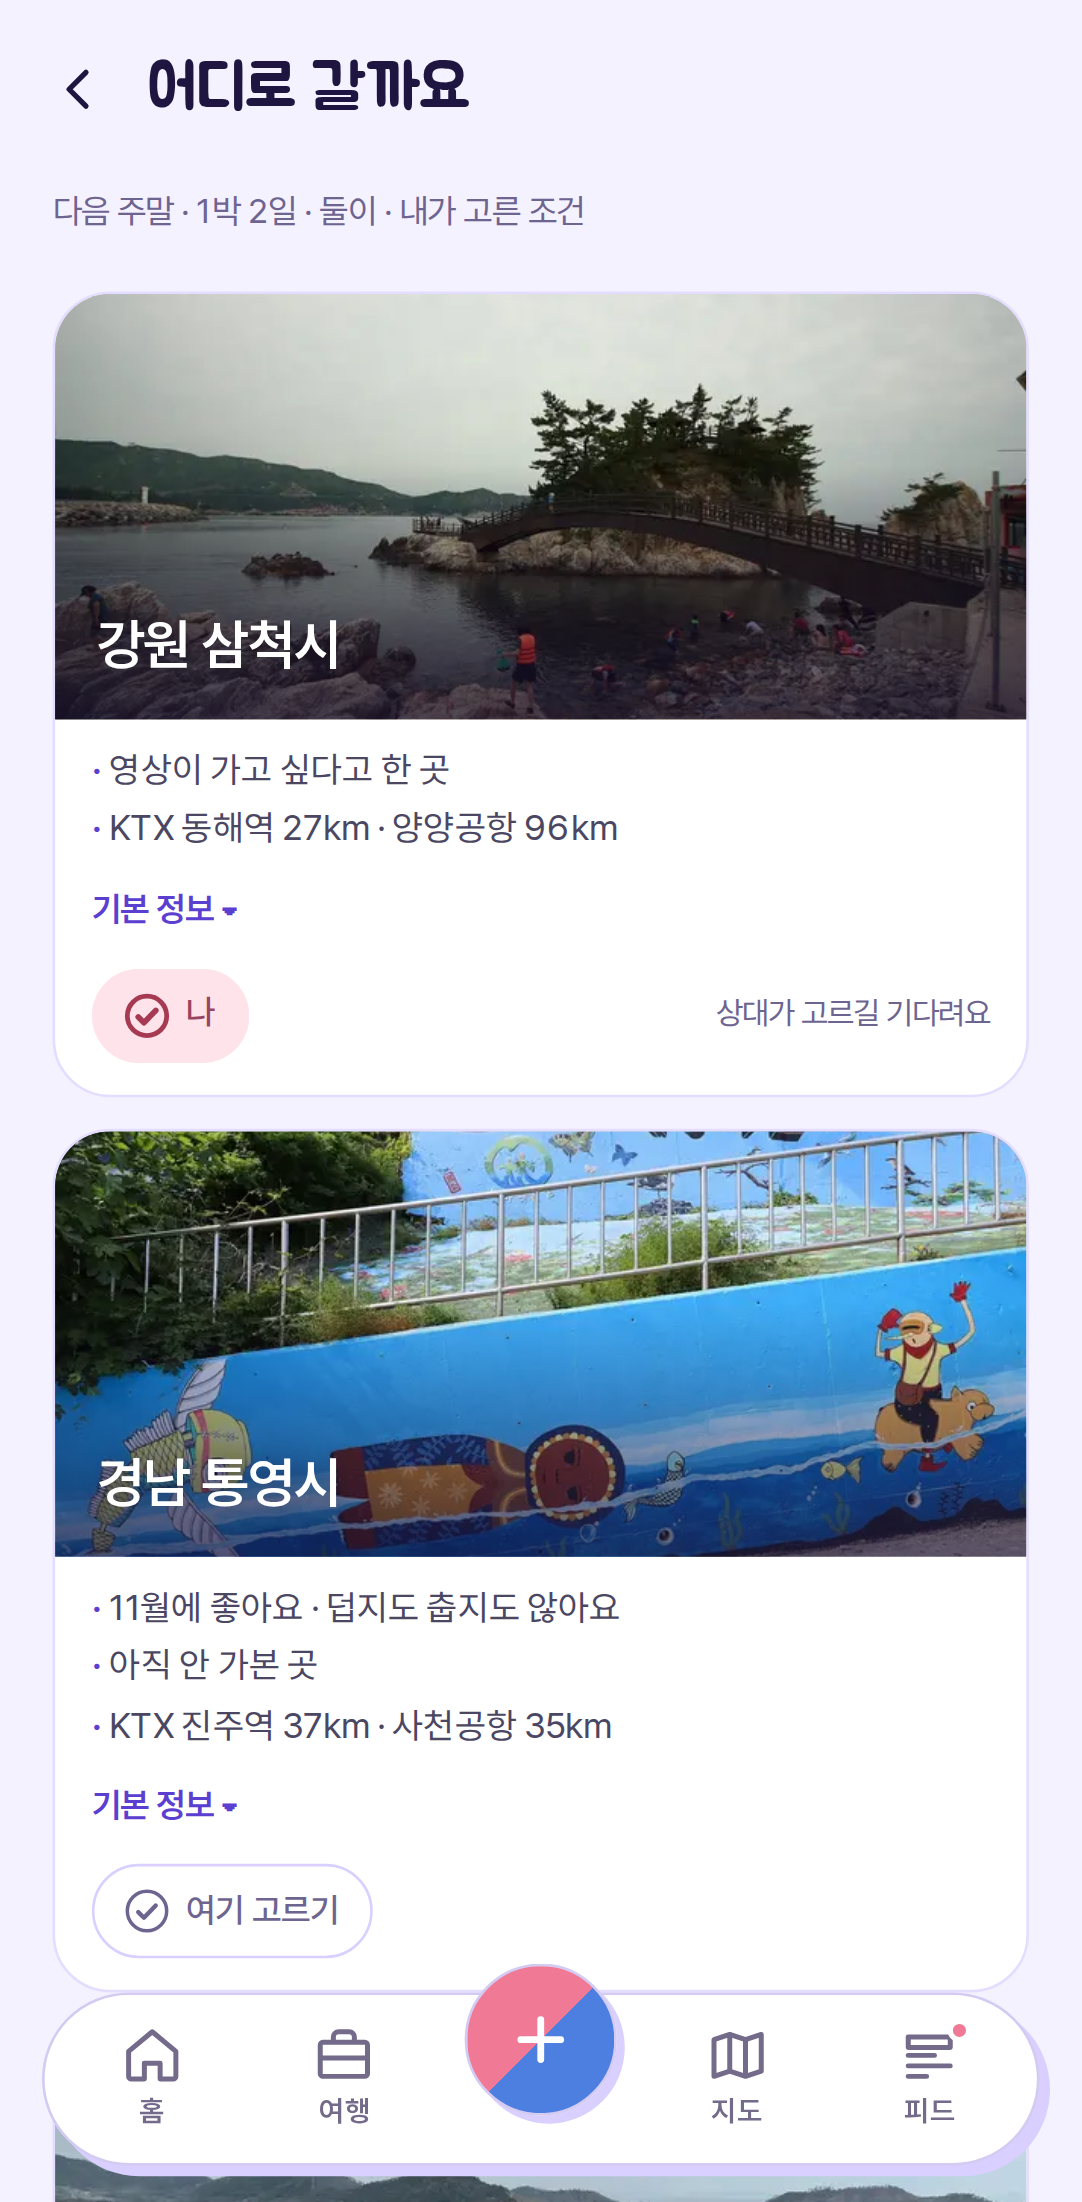 어디로 갈까요
다음 주말 · 1박 2일 · 둘이 · 내가 고른 조건
강원 삼척시
· 영상이 가고 싶다고 한 곳
· KTX 동해역 27km · 양양공항 96km
기본 정보
나
상대가 고르길 기다려요
경남 통영시
· 11월에 좋아요 · 덥지도 춥지도 않아요
· 아직 안 가본 곳
· KTX 진주역 37km · 사천공항 35km
기본 정보
여기 고르기
홈
여행
지도
피드